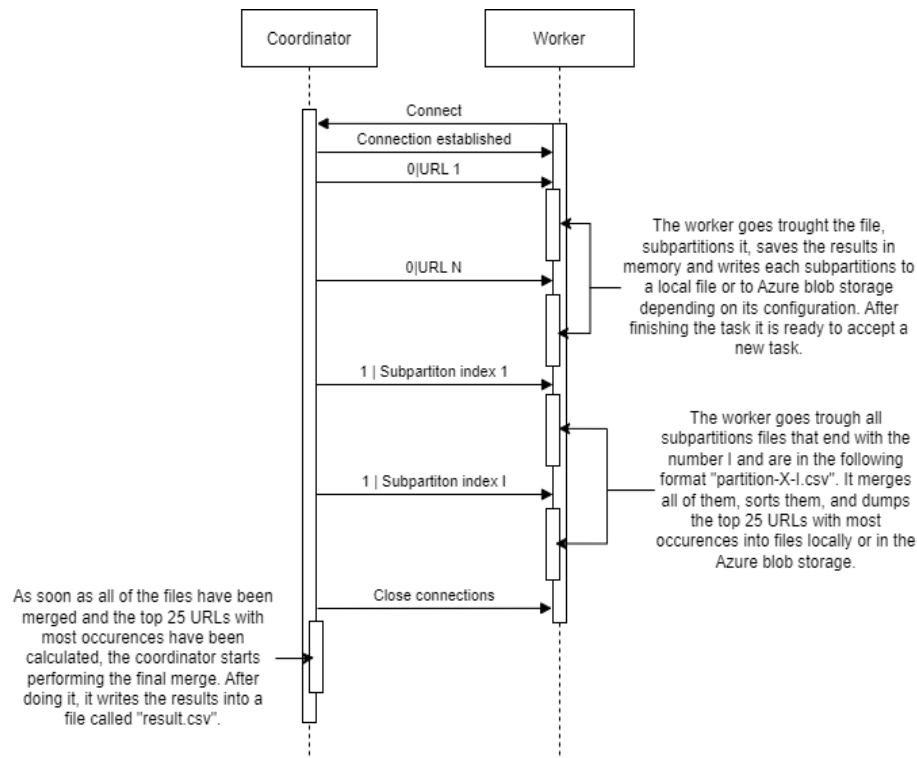 Coordinator
Worker
Connect
Connection established
0|URL 1
The worker goes trought the file,
subpartitions it, saves the results in
memory and writes each subpartitions to
a local file or to Azure blob storage
depending on its configuration. After
finishing the task it is ready to accept a
new task.
0|URL N
1 | Subpartiton index 1
The worker goes trough all
subpartitions files that end with the
number I and are in the following
format "partition-X-I.csv". It merges
all of them, sorts them, and dumps
the top 25 URLs with most
occurences into files locally or in the
Azure blob storage.
1 | Subpartiton index I
Close connections
As soon as all of the files have been
merged and the top 25 URLs with
most occurences have been
calculated, the coordinator starts
performing the final merge. After
doing it, it writes the results into a
file called "result.csv".